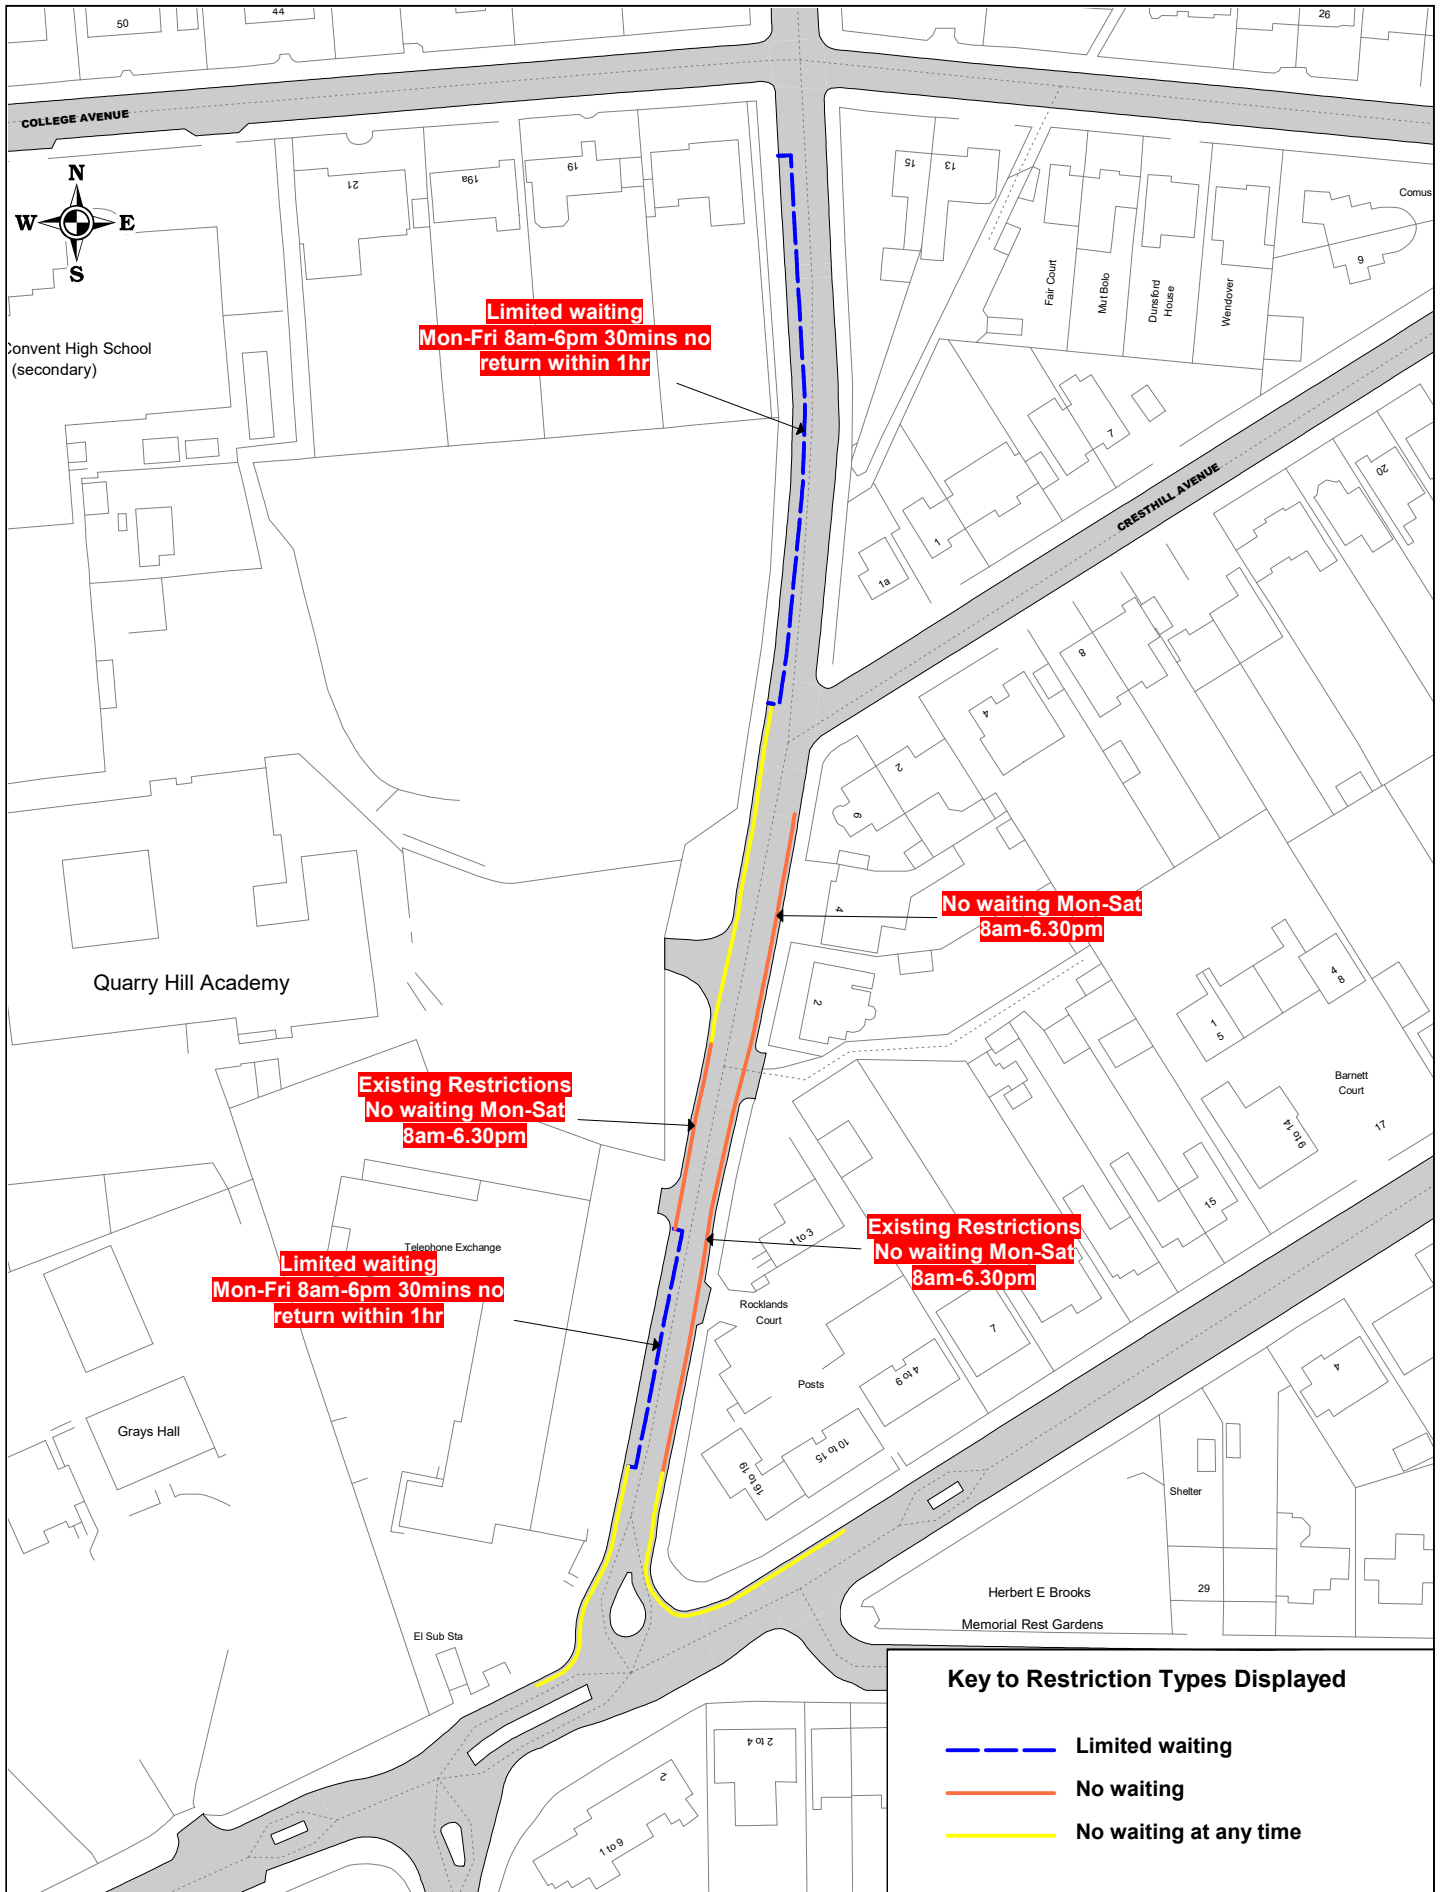 50
44
26
COLLEGE AVENUE
N
W E
S
21
19a
19
15
13
Comus
9
Fair Court
Mut Bolo
Dunsford
House
Wendover
Limited waiting
Mon-Fri 8am-6pm 30mins no
return within 1hr
Convent High School
(secondary)
7
CRESTHILL AVENUE
20
1
1a
8
4
2
6
4
No waiting Mon-Sat
8am-6.30pm
Quarry Hill Academy
2
4
8
1
5
Existing Restrictions
No waiting Mon-Sat
8am-6.30pm
Barnett
Court
9 to 14
17
15
1 to 3
Existing Restrictions
No waiting Mon-Sat
8am-6.30pm
Telephone Exchange
Limited waiting
Mon-Fri 8am-6pm 30mins no
return within 1hr
Rocklands
Court
7
4
Posts
4 to 9
Grays Hall
10 to 15
16 to 19
Shelter
Herbert E Brooks
29
Memorial Rest Gardens
El Sub Sta
Key to Restriction Types Displayed
Limited waiting
No waiting
No waiting at any time
2 to 4
2
1 to 9